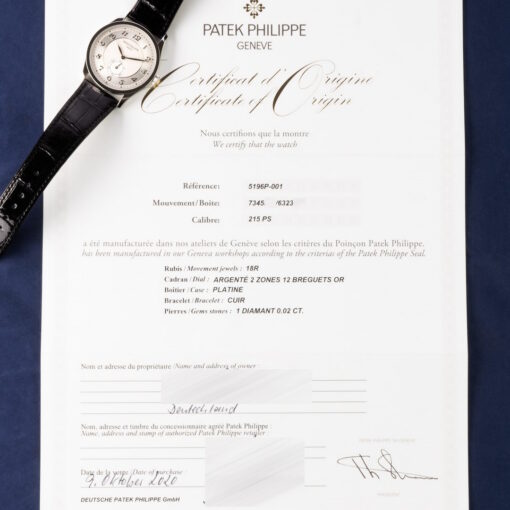 PATEK PHILIPPE
GENEVE
Certificat d'Origine
Certificate of Origin
Nous certifions que la montre
We certify that the watch
Référence: 5196P-001
Mouvement/Boîte: 7345 /6323
Calibre: 215 PS
a été manufacturée dans nos ateliers de Genève selon les critères du Poinçon Patek Philippe.
has been manufactured in our Geneva workshops according to the criterias of the Patek Philippe Seal.
Rubis / Movement jewels : 18R
Cadran / Dial : ARGENTÉ 2 ZONES 12 BREGUETS OR
Boîtier / Case : PLATINE
Bracelet / Bracelet : CUIR
Pierres / Gems stones : 1 DIAMANT 0.02 CT.
Nom et adresse du propriétaire / Name and address of owner :
Deutschland
Nom, adresse et timbre du concessionnaire agréé Patek Philippe
Name, address and stamp of authorized Patek Philippe retailer :
Date de la vente / Date of purchase :
9. Oktober 2020
DEUTSCHE PATEK PHILIPPE GmbH